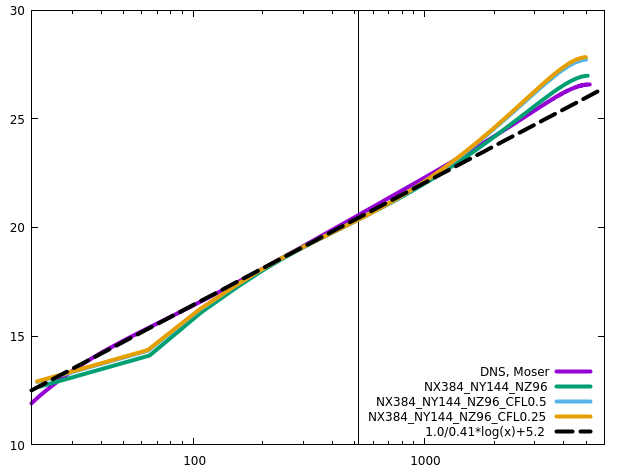 30
25
20
15
10
100
1000
DNS, Moser
NX384_NY144_NZ96
NX384_NY144_NZ96_CFL0.5
NX384_NY144_NZ96_CFL0.25
1.0/0.41*log(x)+5.2